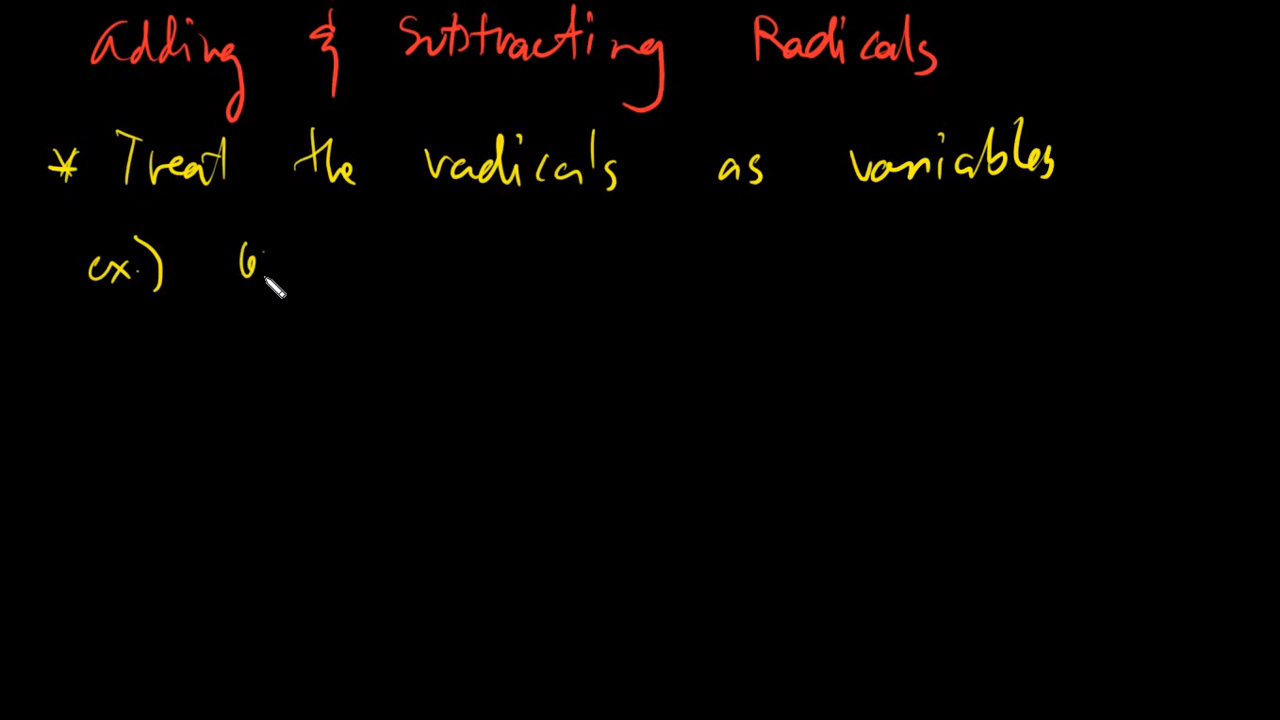 Adding & Subtracting Radicals
* Treat the radicals as variables
ex.) 6